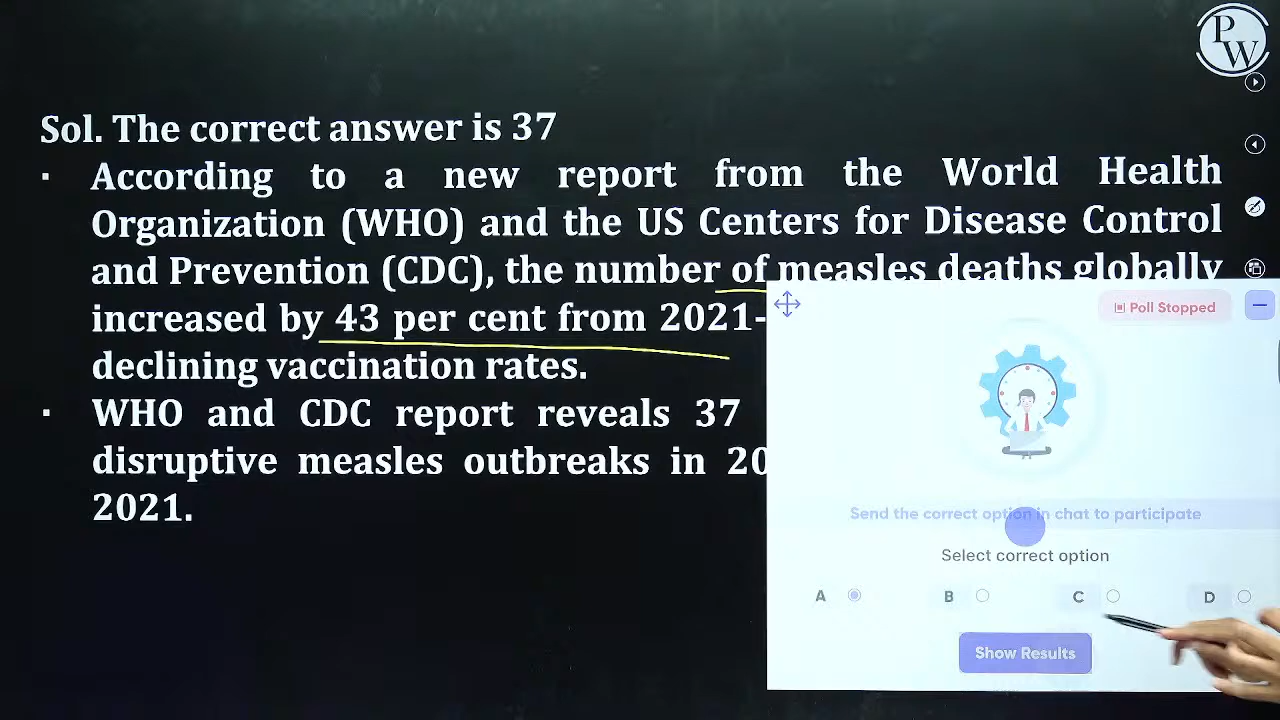 PW
Sol. The correct answer is 37
· According to a new report from the World Health
Organization (WHO) and the US Centers for Disease Control
and Prevention (CDC), the number of measles deaths globally
increased by 43 per cent from 2021-
declining vaccination rates.
· WHO and CDC report reveals 37
disruptive measles outbreaks in 20
2021.
Poll Stopped
Send the correct option in chat to participate
Select correct option
A B C D
Show Results